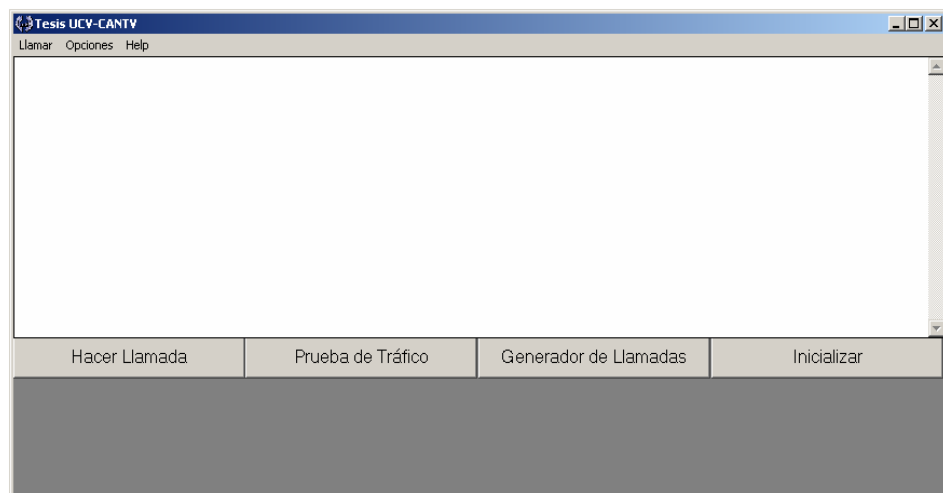 Tesis UCV-CANTV
Llamar Opciones Help
Hacer Llamada Prueba de Tráfico Generador de Llamadas Inicializar